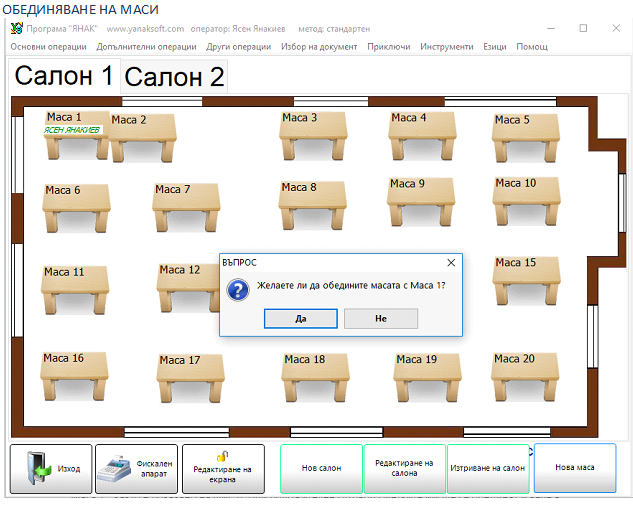 ОБЕДИНЯВАНЕ НА МАСИ
Програма "ЯНАК" www.yanaksoft.com оператор: Ясен Янакиев метод: стандартен
Основни операции Допълнителни операции Други операции Избор на документ Приключи Инструменти Езици Помощ
Салон 1 Салон 2
Маса 1 Маса 2 Маса 3 Маса 4 Маса 5
ЯСЕН ЯНАКИЕВ
Маса 6 Маса 7 Маса 8 Маса 9 Маса 10
Маса 11 Маса 12 Маса 15
ВЪПРОС
Желаете ли да обедините масата с Маса 1?
Да Не
Маса 16 Маса 17 Маса 18 Маса 19 Маса 20
Изход
Фискален
апарат
Редактиране на
екрана
Нов салон
Редактиране на
салона
Изтриване на салон
Нова маса